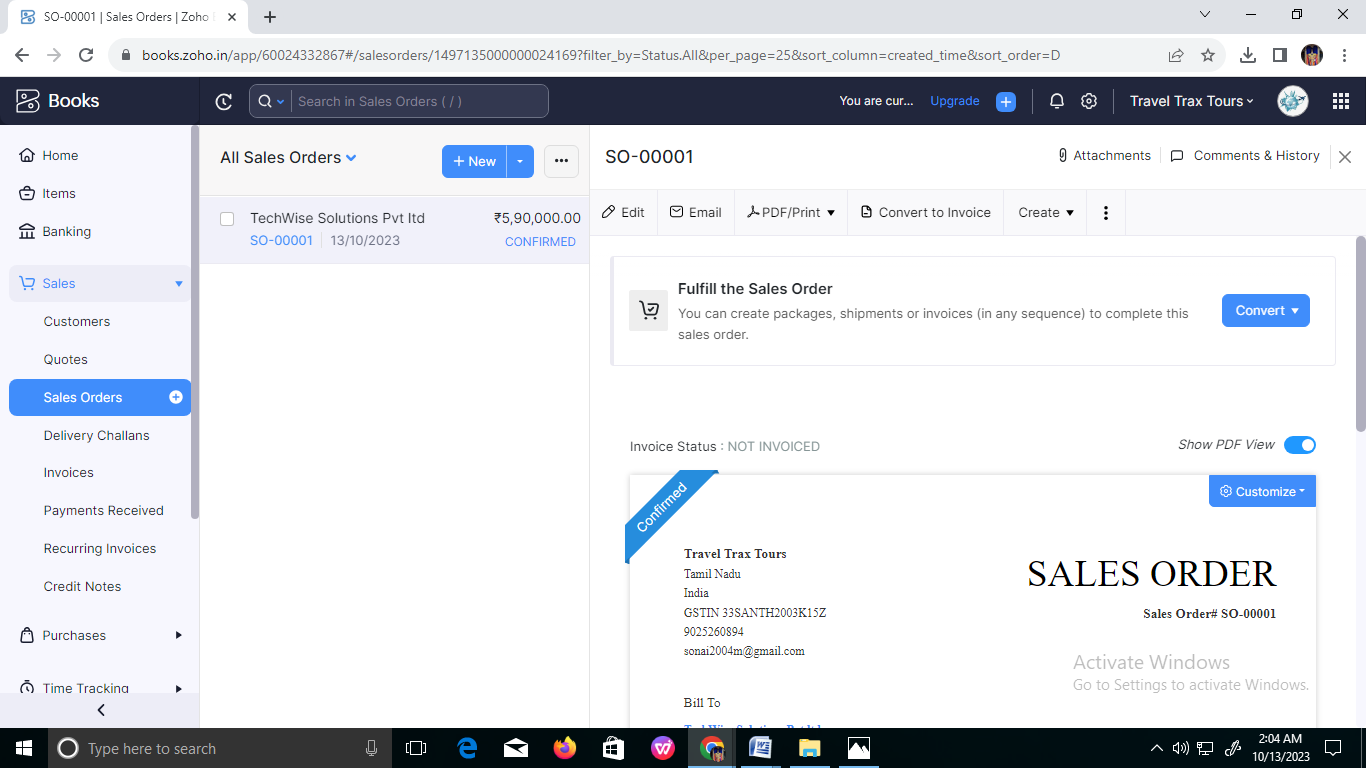 SO-00001 | Sales Orders | Zoho
books.zoho.in/app/60024332867#/salesorders/1497135000000024169?filter_by=Status.All&per_page=25&sort_column=created_time&sort_order=D
Books
Search in Sales Orders ( / )
You are cur...
Upgrade
Travel Trax Tours
Home
Items
Banking
Sales
Customers
Quotes
Sales Orders
Delivery Challans
Invoices
Payments Received
Recurring Invoices
Credit Notes
Purchases
Time Tracking
All Sales Orders
+ New
TechWise Solutions Pvt ltd ₹5,90,000.00
SO-00001 13/10/2023 CONFIRMED
SO-00001
Attachments
Comments & History
Edit
Email
PDF/Print
Convert to Invoice
Create
Fulfill the Sales Order
You can create packages, shipments or invoices (in any sequence) to complete this
sales order.
Convert
Invoice Status : NOT INVOICED
Show PDF View
Confirmed
Customize
Travel Trax Tours
Tamil Nadu
India
GSTIN 33SANTH2003K15Z
9025260894
sonai2004m@gmail.com
SALES ORDER
Sales Order# SO-00001
Bill To
Activate Windows
Go to Settings to activate Windows.
Type here to search
2:04 AM
10/13/2023